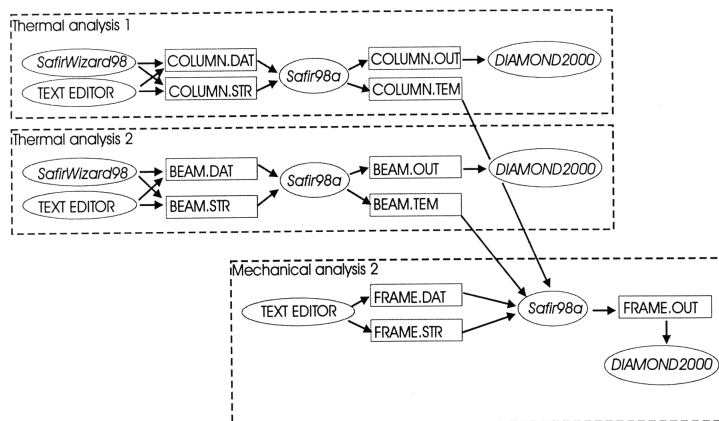 Thermal analysis 1
SafirWizard98
TEXT EDITOR
COLUMN.DAT
COLUMN.STR
Safir98a
COLUMN.OUT
COLUMN.TEM
DIAMOND2000
Thermal analysis 2
SafirWizard98
TEXT EDITOR
BEAM.DAT
BEAM.STR
Safir98a
BEAM.OUT
BEAM.TEM
DIAMOND2000
Mechanical analysis 2
TEXT EDITOR
FRAME.DAT
FRAME.STR
Safir98a
FRAME.OUT
DIAMOND2000